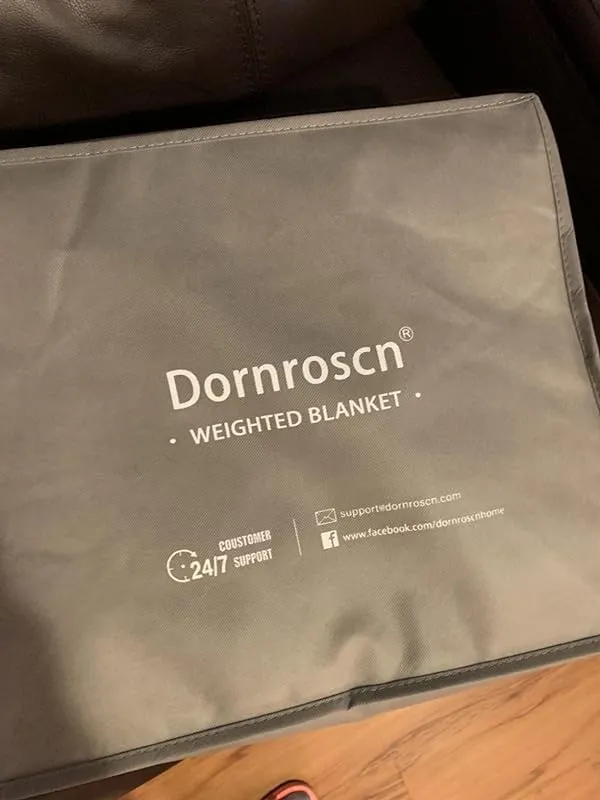 Dornroscn®
• WEIGHTED BLANKET •
COUSTOMER
24/7 SUPPORT
support@dornroscn.com
www.facebook.com/dornroscnhome